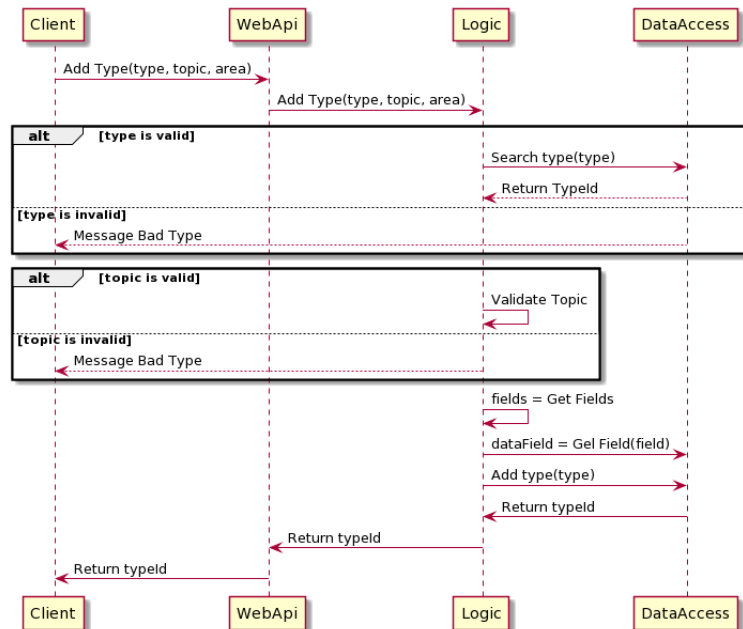 Client WebApi Logic DataAccess
Add Type(type, topic, area)
Add Type(type, topic, area)
alt [type is valid]
Search type(type)
Return TypeId
[type is invalid]
Message Bad Type
alt [topic is valid]
Validate Topic
[topic is invalid]
Message Bad Type
fields = Get Fields
dataField = Gel Field(field)
Add type(type)
Return typeId
Return typeId
Return typeId
Client WebApi Logic DataAccess